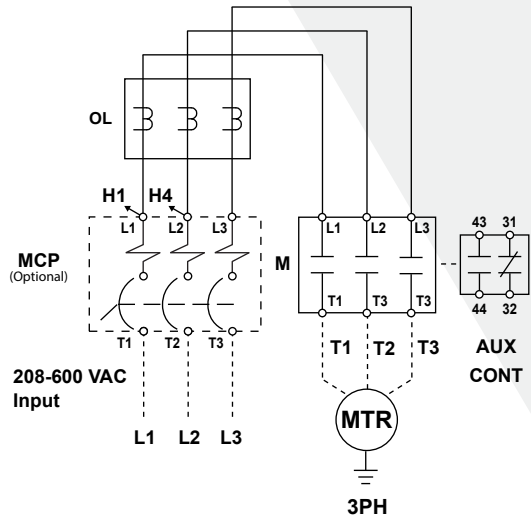 OL
H1 H4
L1 L2 L3
MCP
(Optional)
T1 T2 T3
208-600 VAC
Input
L1 L2 L3
L1 L2 L3
M
T1 T3 T3
T1 T2 T3
MTR
3PH
43 31
44 32
AUX
CONT